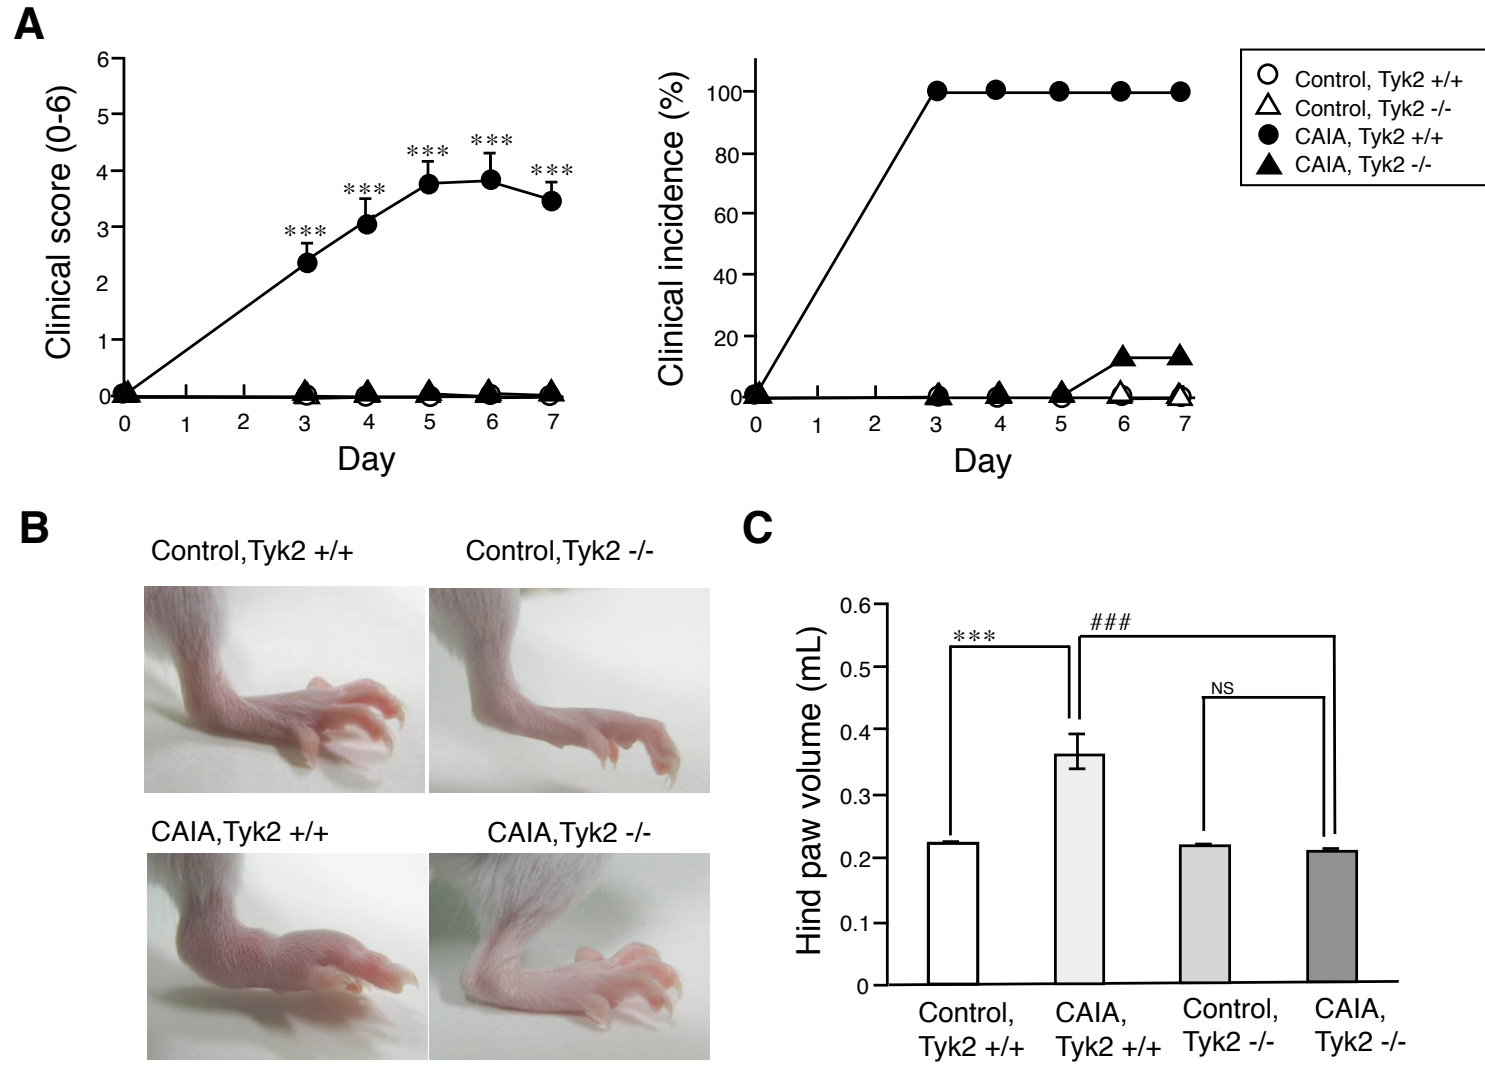 A
Clinical score (0-6)
6
5
4
3
2
1
0
***
***
***
***
***
0 1 2 3 4 5 6 7
Day
Clinical incidence (%)
100
80
60
40
20
0
0 1 2 3 4 5 6 7
Day
Control, Tyk2 +/+
Control, Tyk2 -/-
CAIA, Tyk2 +/+
CAIA, Tyk2 -/-
B
Control,Tyk2 +/+
Control,Tyk2 -/-
CAIA,Tyk2 +/+
CAIA,Tyk2 -/-
C
Hind paw volume (mL)
0.6
0.5
0.4
0.3
0.2
0.1
0
***
###
NS
Control,
Tyk2 +/+
CAIA,
Tyk2 +/+
Control,
Tyk2 -/-
CAIA,
Tyk2 -/-